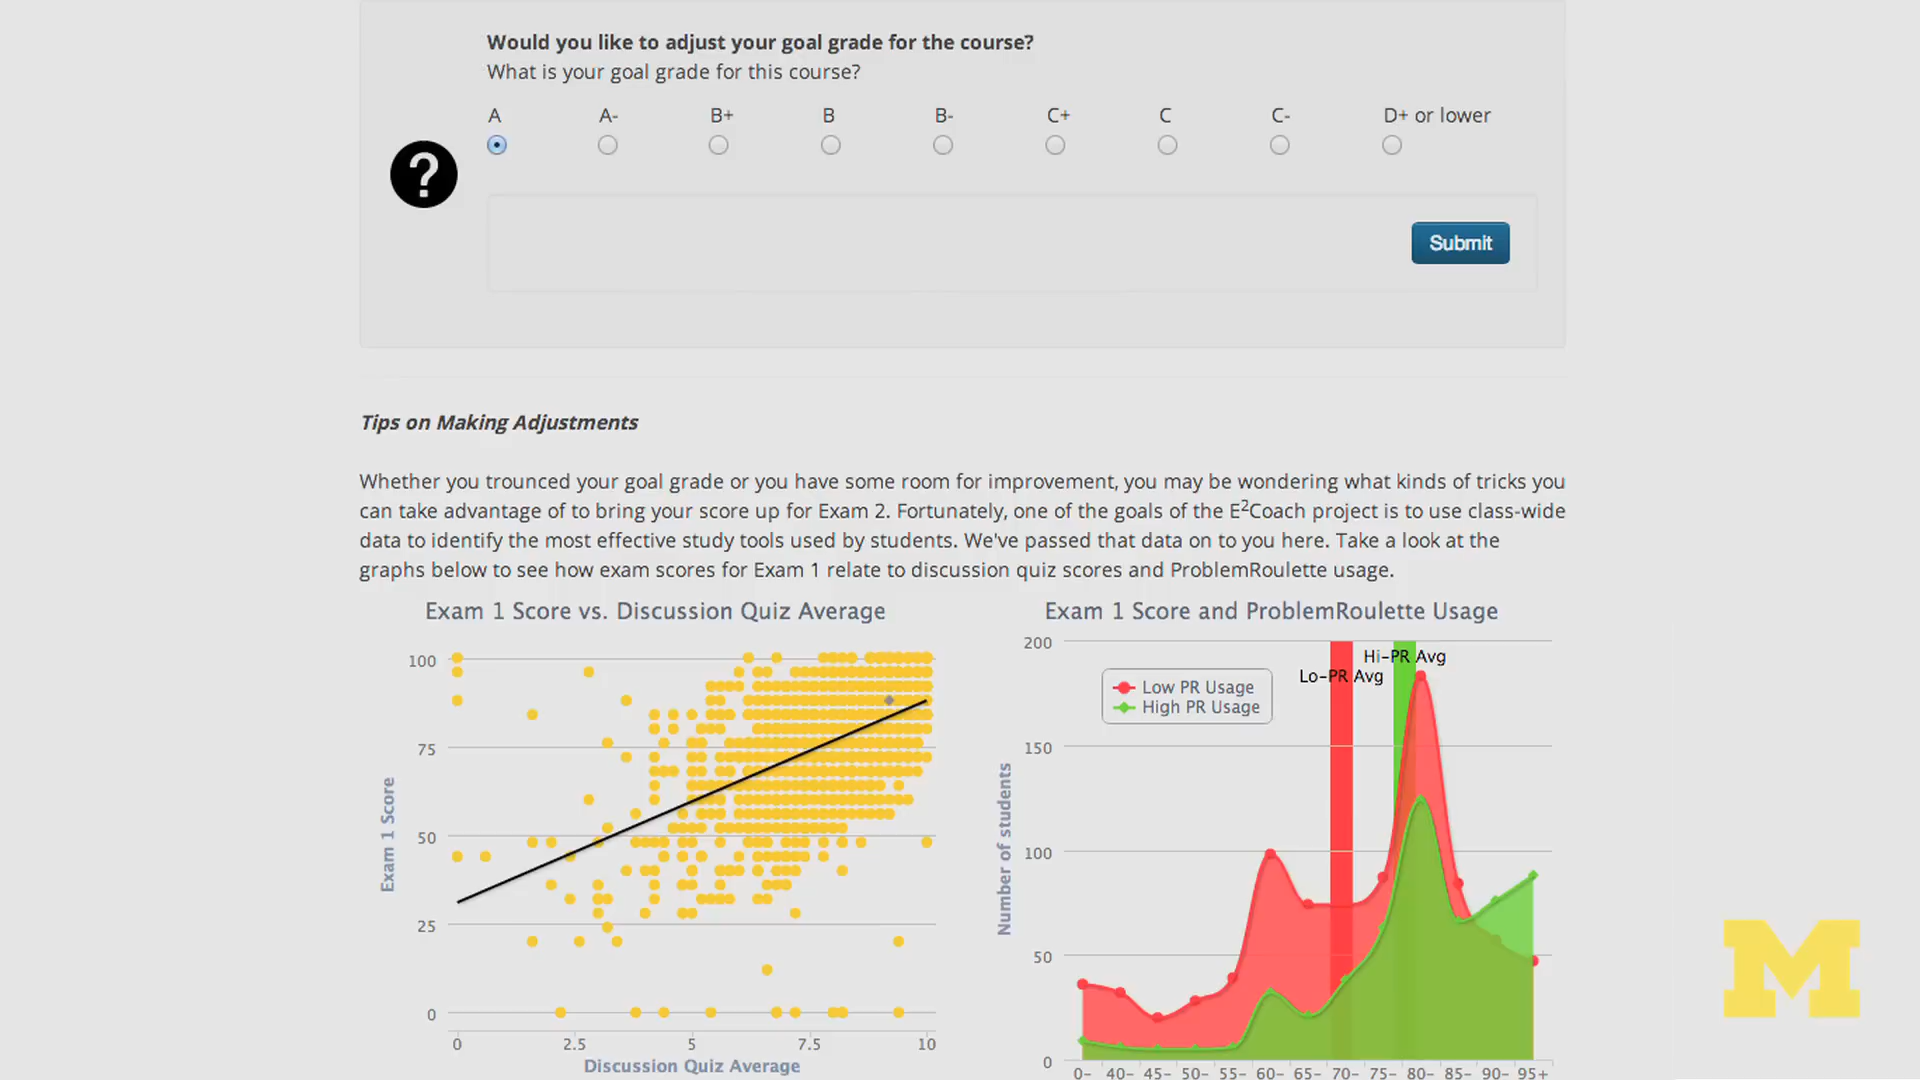 Would you like to adjust your goal grade for the course?
What is your goal grade for this course?
A A- B+ B B- C+ C C- D+ or lower
?
Submit
Tips on Making Adjustments
Whether you trounced your goal grade or you have some room for improvement, you may be wondering what kinds of tricks you
can take advantage of to bring your score up for Exam 2. Fortunately, one of the goals of the E²Coach project is to use class-wide
data to identify the most effective study tools used by students. We've passed that data on to you here. Take a look at the
graphs below to see how exam scores for Exam 1 relate to discussion quiz scores and ProblemRoulette usage.
Exam 1 Score vs. Discussion Quiz Average
100
75
50
25
0
Exam 1 Score
0 2.5 5 7.5 10
Discussion Quiz Average
Exam 1 Score and ProblemRoulette Usage
200
150
100
50
0
Number of students
Hi-PR Avg
Lo-PR Avg
Low PR Usage
High PR Usage
0- 40- 45- 50- 55- 60- 65- 70- 75- 80- 85- 90- 95+
M